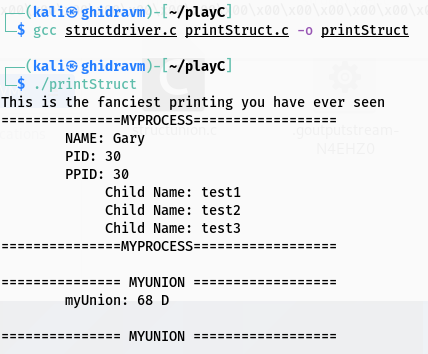 ┌──(kali㉿ghidravm)-[~/playC]
└─$ gcc structdriver.c printStruct.c -o printStruct
┌──(kali㉿ghidravm)-[~/playC]
└─$ ./printStruct
This is the fanciest printing you have ever seen
===============MYPROCESS==================
NAME: Gary
PID: 30
PPID: 30
Child Name: test1
Child Name: test2
Child Name: test3
===============MYPROCESS==================
=============== MYUNION ==================
myUnion: 68 D
=============== MYUNION ==================